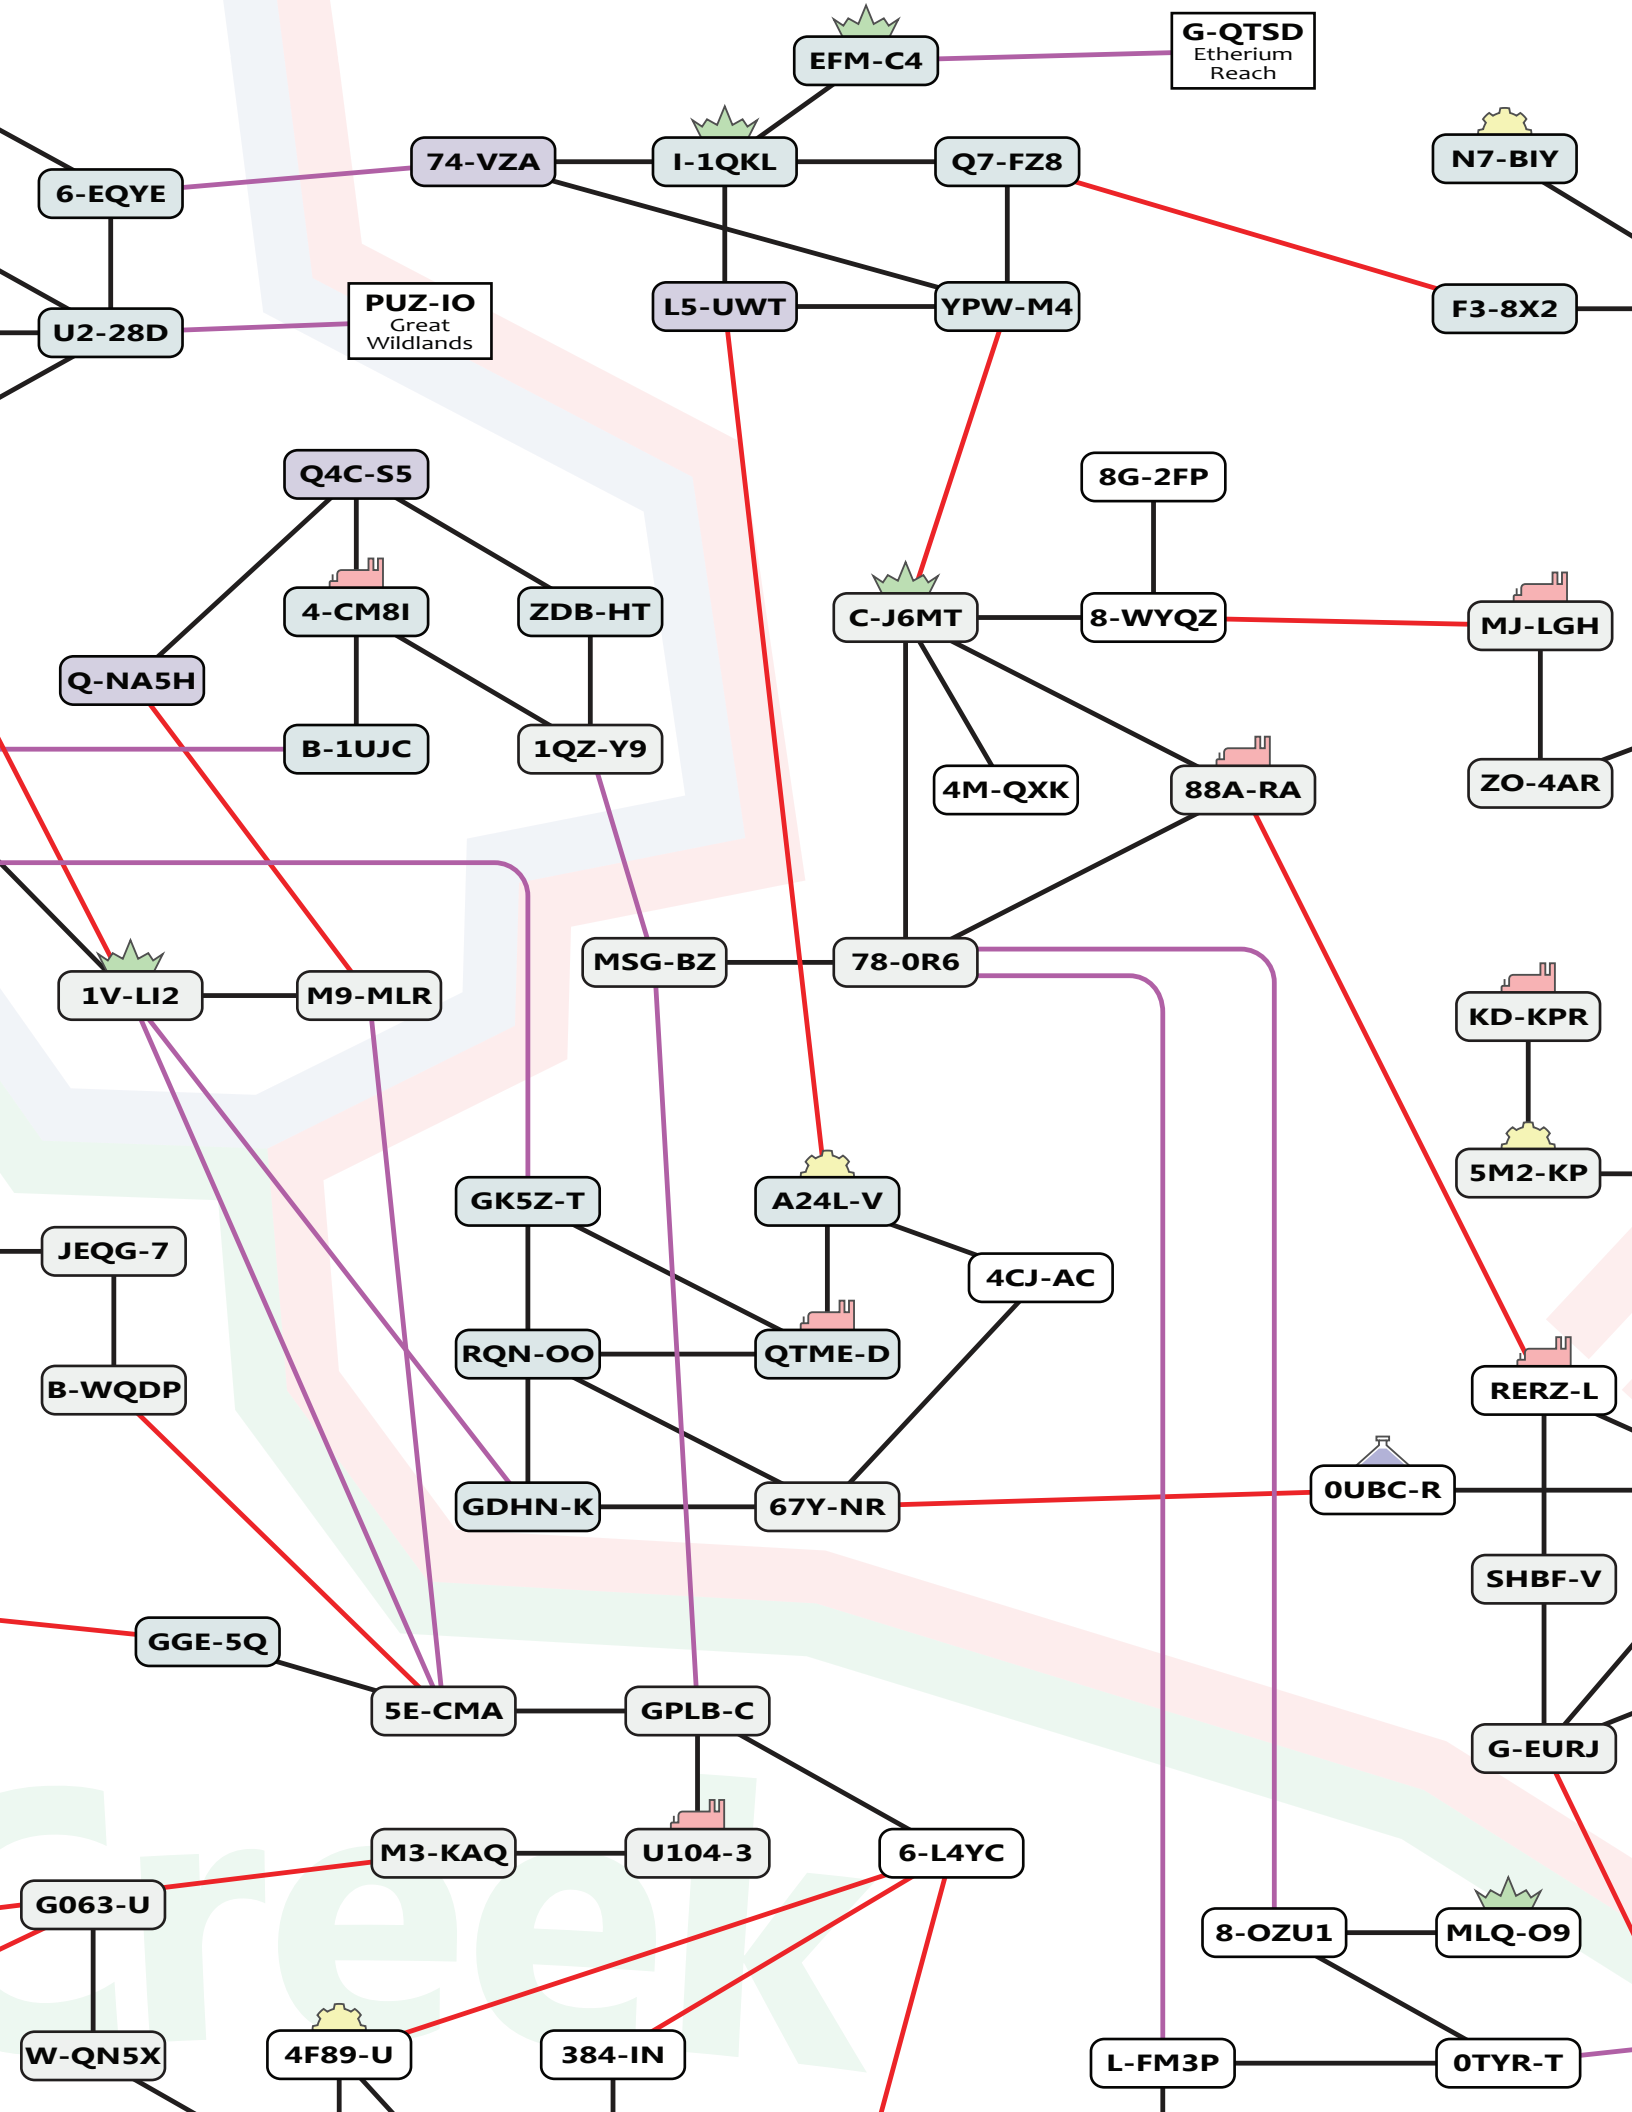 EFM-C4
G-QTSD
Etherium
Reach
74-VZA
I-1QKL
Q7-FZ8
N7-BIY
6-EQYE
L5-UWT
YPW-M4
F3-8X2
PUZ-IO
Great
Wildlands
U2-28D
Q4C-S5
8G-2FP
4-CM8I
ZDB-HT
C-J6MT
8-WYQZ
MJ-LGH
Q-NA5H
B-1UJC
1QZ-Y9
4M-QXK
88A-RA
ZO-4AR
MSG-BZ
78-0R6
1V-LI2
M9-MLR
KD-KPR
5M2-KP
GK5Z-T
A24L-V
JEQG-7
4CJ-AC
RQN-OO
QTME-D
B-WQDP
RERZ-L
GDHN-K
67Y-NR
0UBC-R
SHBF-V
GGE-5Q
5E-CMA
GPLB-C
G-EURJ
M3-KAQ
U104-3
6-L4YC
G063-U
Creek
8-OZU1
MLQ-O9
W-QN5X
4F89-U
384-IN
L-FM3P
0TYR-T